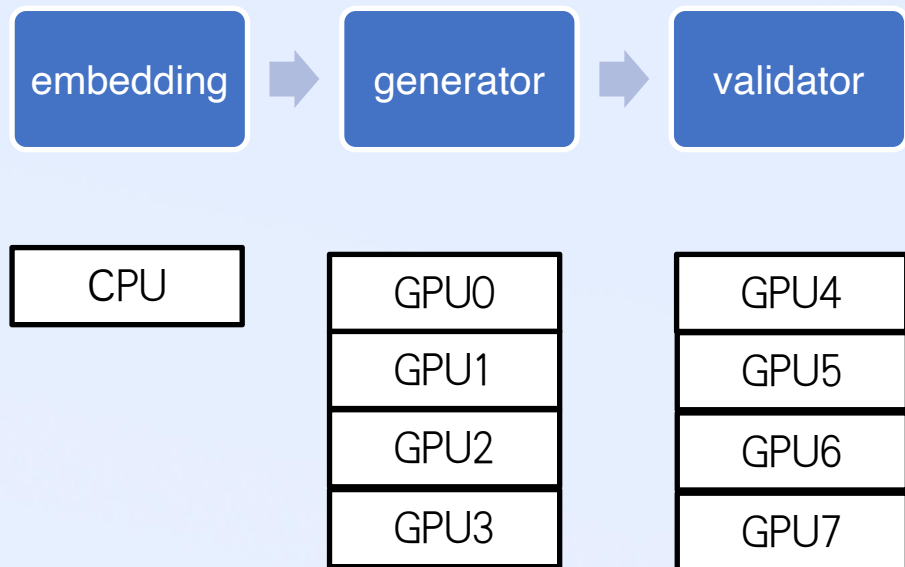 embedding
generator
validator
CPU
GPU0
GPU1
GPU2
GPU3
GPU4
GPU5
GPU6
GPU7